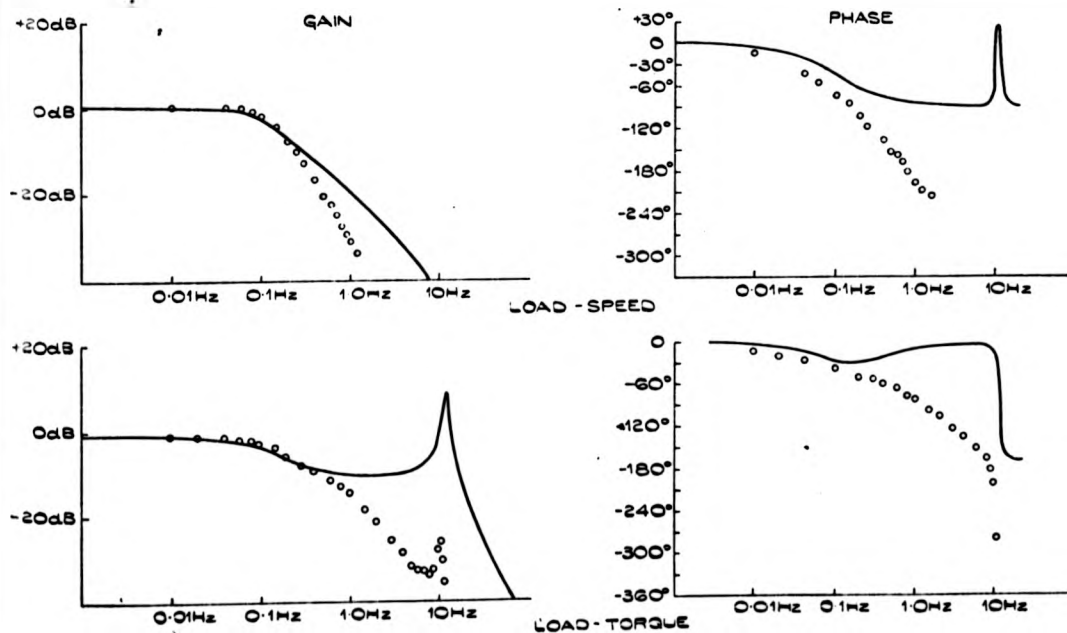 GAIN
+20dB
0dB
-20dB
0.01Hz 0.1Hz 1.0Hz 10Hz
PHASE
+30°
0
-30°
-60°
-120°
-180°
-240°
-300°
0.01Hz 0.1Hz 1.0Hz 10Hz
LOAD - SPEED
+20dB
0dB
-20dB
0.01Hz 0.1Hz 1.0Hz 10Hz
0
-60°
-120°
-180°
-240°
-300°
-360°
0.01Hz 0.1Hz 1.0Hz 10Hz
LOAD - TORQUE